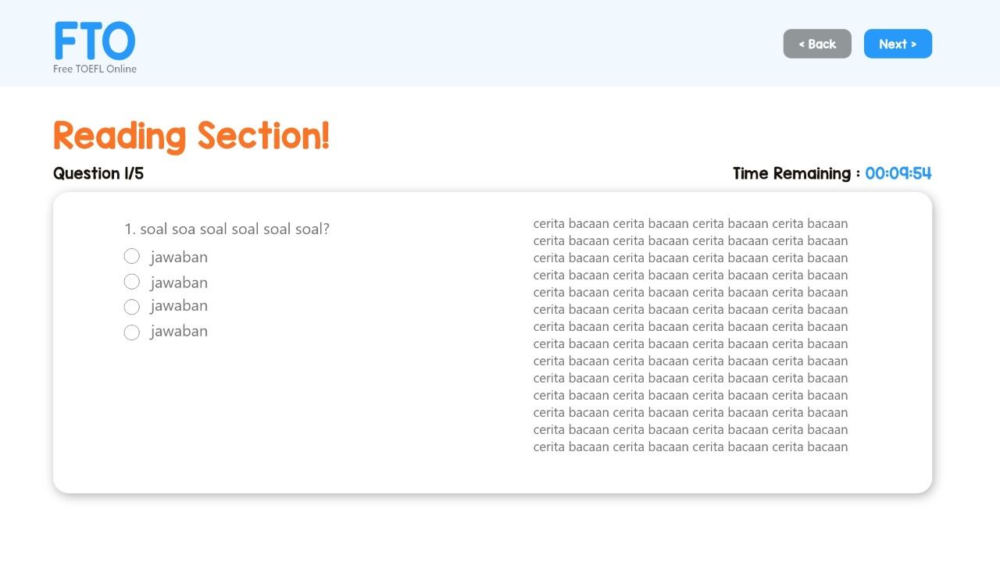 FTO
Free TOEFL Online
< Back
Next >
Reading Section!
Question 1/5
Time Remaining : 00:09:54
1. soal soa soal soal soal soal?
jawaban
jawaban
jawaban
jawaban
cerita bacaan cerita bacaan cerita bacaan cerita bacaan
cerita bacaan cerita bacaan cerita bacaan cerita bacaan
cerita bacaan cerita bacaan cerita bacaan cerita bacaan
cerita bacaan cerita bacaan cerita bacaan cerita bacaan
cerita bacaan cerita bacaan cerita bacaan cerita bacaan
cerita bacaan cerita bacaan cerita bacaan cerita bacaan
cerita bacaan cerita bacaan cerita bacaan cerita bacaan
cerita bacaan cerita bacaan cerita bacaan cerita bacaan
cerita bacaan cerita bacaan cerita bacaan cerita bacaan
cerita bacaan cerita bacaan cerita bacaan cerita bacaan
cerita bacaan cerita bacaan cerita bacaan cerita bacaan
cerita bacaan cerita bacaan cerita bacaan cerita bacaan
cerita bacaan cerita bacaan cerita bacaan cerita bacaan
cerita bacaan cerita bacaan cerita bacaan cerita bacaan